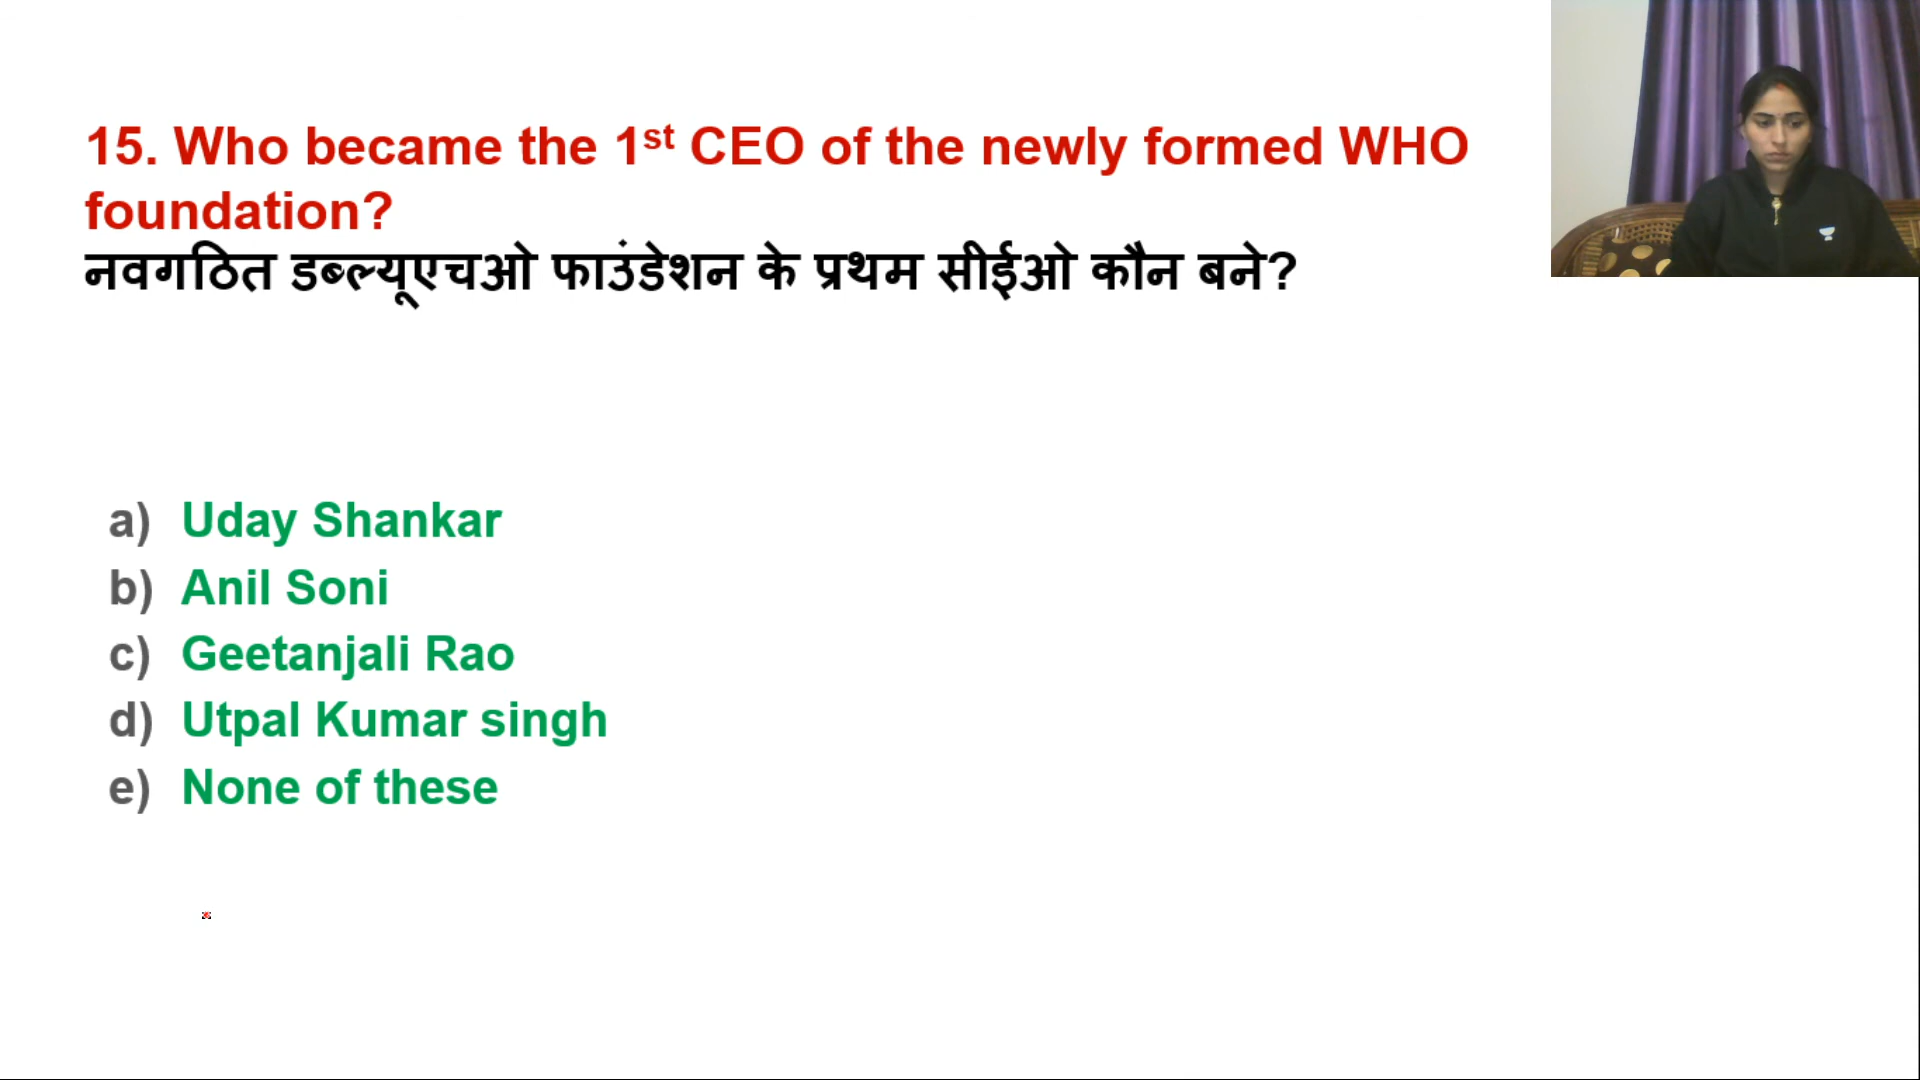 15. Who became the 1st CEO of the newly formed WHO
foundation?
नवगठित डब्ल्यूएचओ फाउंडेशन के प्रथम सीईओ कौन बने?
a) Uday Shankar
b) Anil Soni
c) Geetanjali Rao
d) Utpal Kumar singh
e) None of these